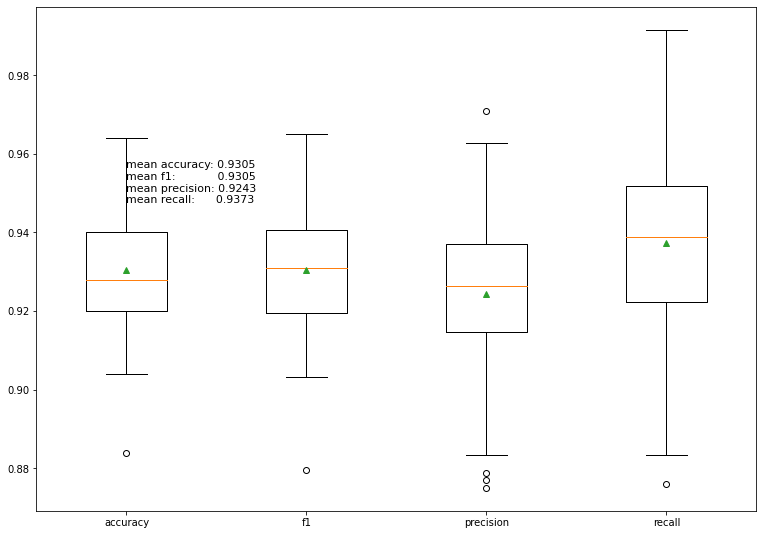 0.98
0.96
mean accuracy: 0.9305
mean f1: 0.9305
mean precision: 0.9243
mean recall: 0.9373
0.94
0.92
0.90
0.88
accuracy f1 precision recall